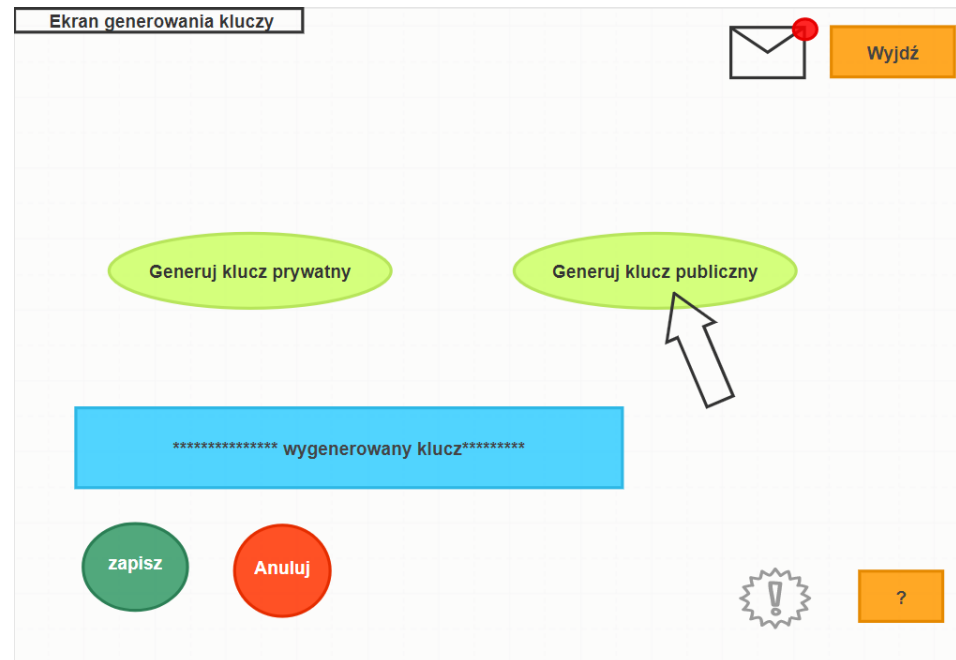 Ekran generowania kluczy
Wyjdź
Generuj klucz prywatny
Generuj klucz publiczny
*************** wygenerowany klucz*********
zapisz
Anuluj
!
?